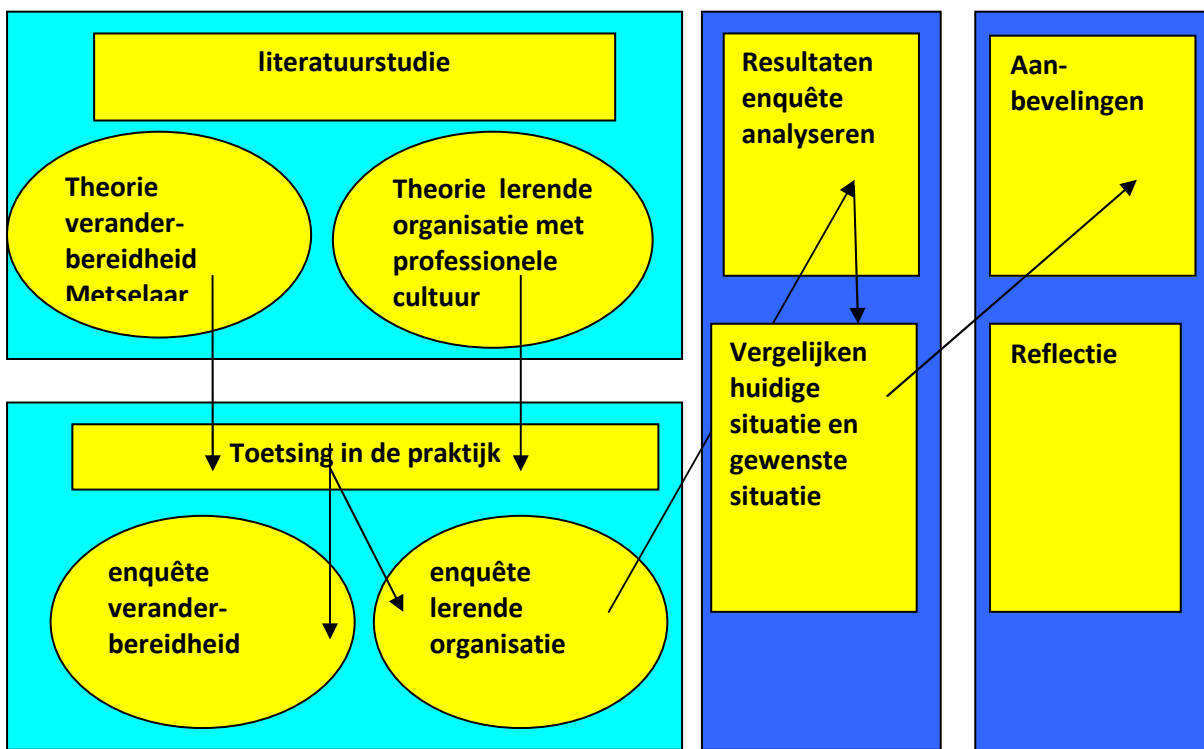 literatuurstudie
Theorie
verander-
bereidheid
Metselaar
Theorie lerende
organisatie met
professionele
cultuur
Toetsing in de praktijk
enquête
verander-
bereidheid
enquête
lerende
organisatie
Resultaten
enquête
analyseren
Vergelijken
huidige
situatie en
gewenste
situatie
Aan-
bevelingen
Reflectie